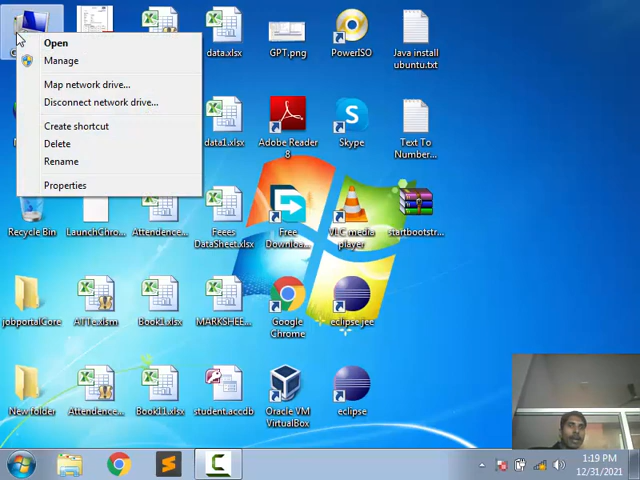 Open
Manage
Map network drive...
Disconnect network drive...
Create shortcut
Delete
Rename
Properties
data.xlsx
GPT.png
PowerISO
Java install
ubuntu.txt
data1.xlsx
Adobe Reader
8
Skype
Text To
Number...
Recycle Bin
LaunchChro...
Attendence...
Feees
DataSheet.xlsx
Free
Downloa...
VLC media
player
startbootstr...
jobportalCore
ATTe.xlsm
Book1.xlsx
MARKSHEE...
Google
Chrome
eclipse jee
New folder
Attendence...
Book11.xlsx
student.accdb
Oracle VM
VirtualBox
eclipse
1:19 PM
12/31/2021